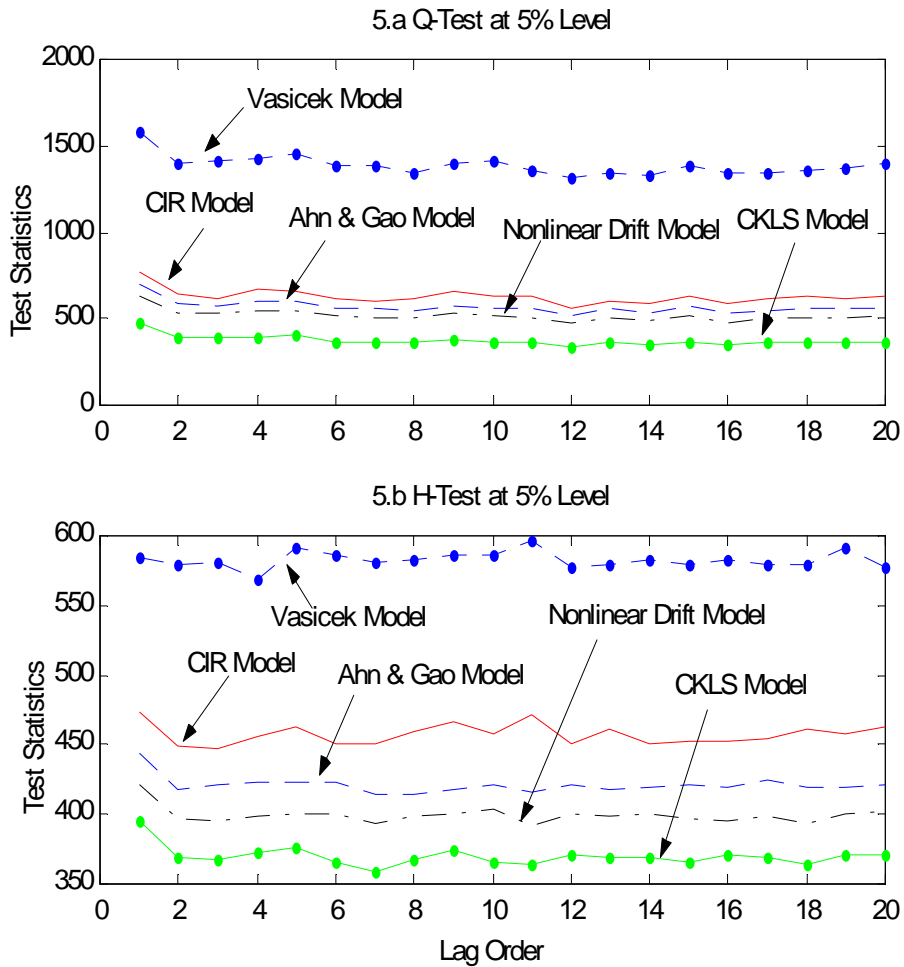 5.a Q-Test at 5% Level
2000
1500
1000
500
0
Test Statistics
Vasicek Model
CIR Model
Ahn & Gao Model
Nonlinear Drift Model
CKLS Model
0 2 4 6 8 10 12 14 16 18 20
5.b H-Test at 5% Level
600
550
500
450
400
350
Test Statistics
Vasicek Model
Nonlinear Drift Model
CIR Model
Ahn & Gao Model
CKLS Model
0 2 4 6 8 10 12 14 16 18 20
Lag Order